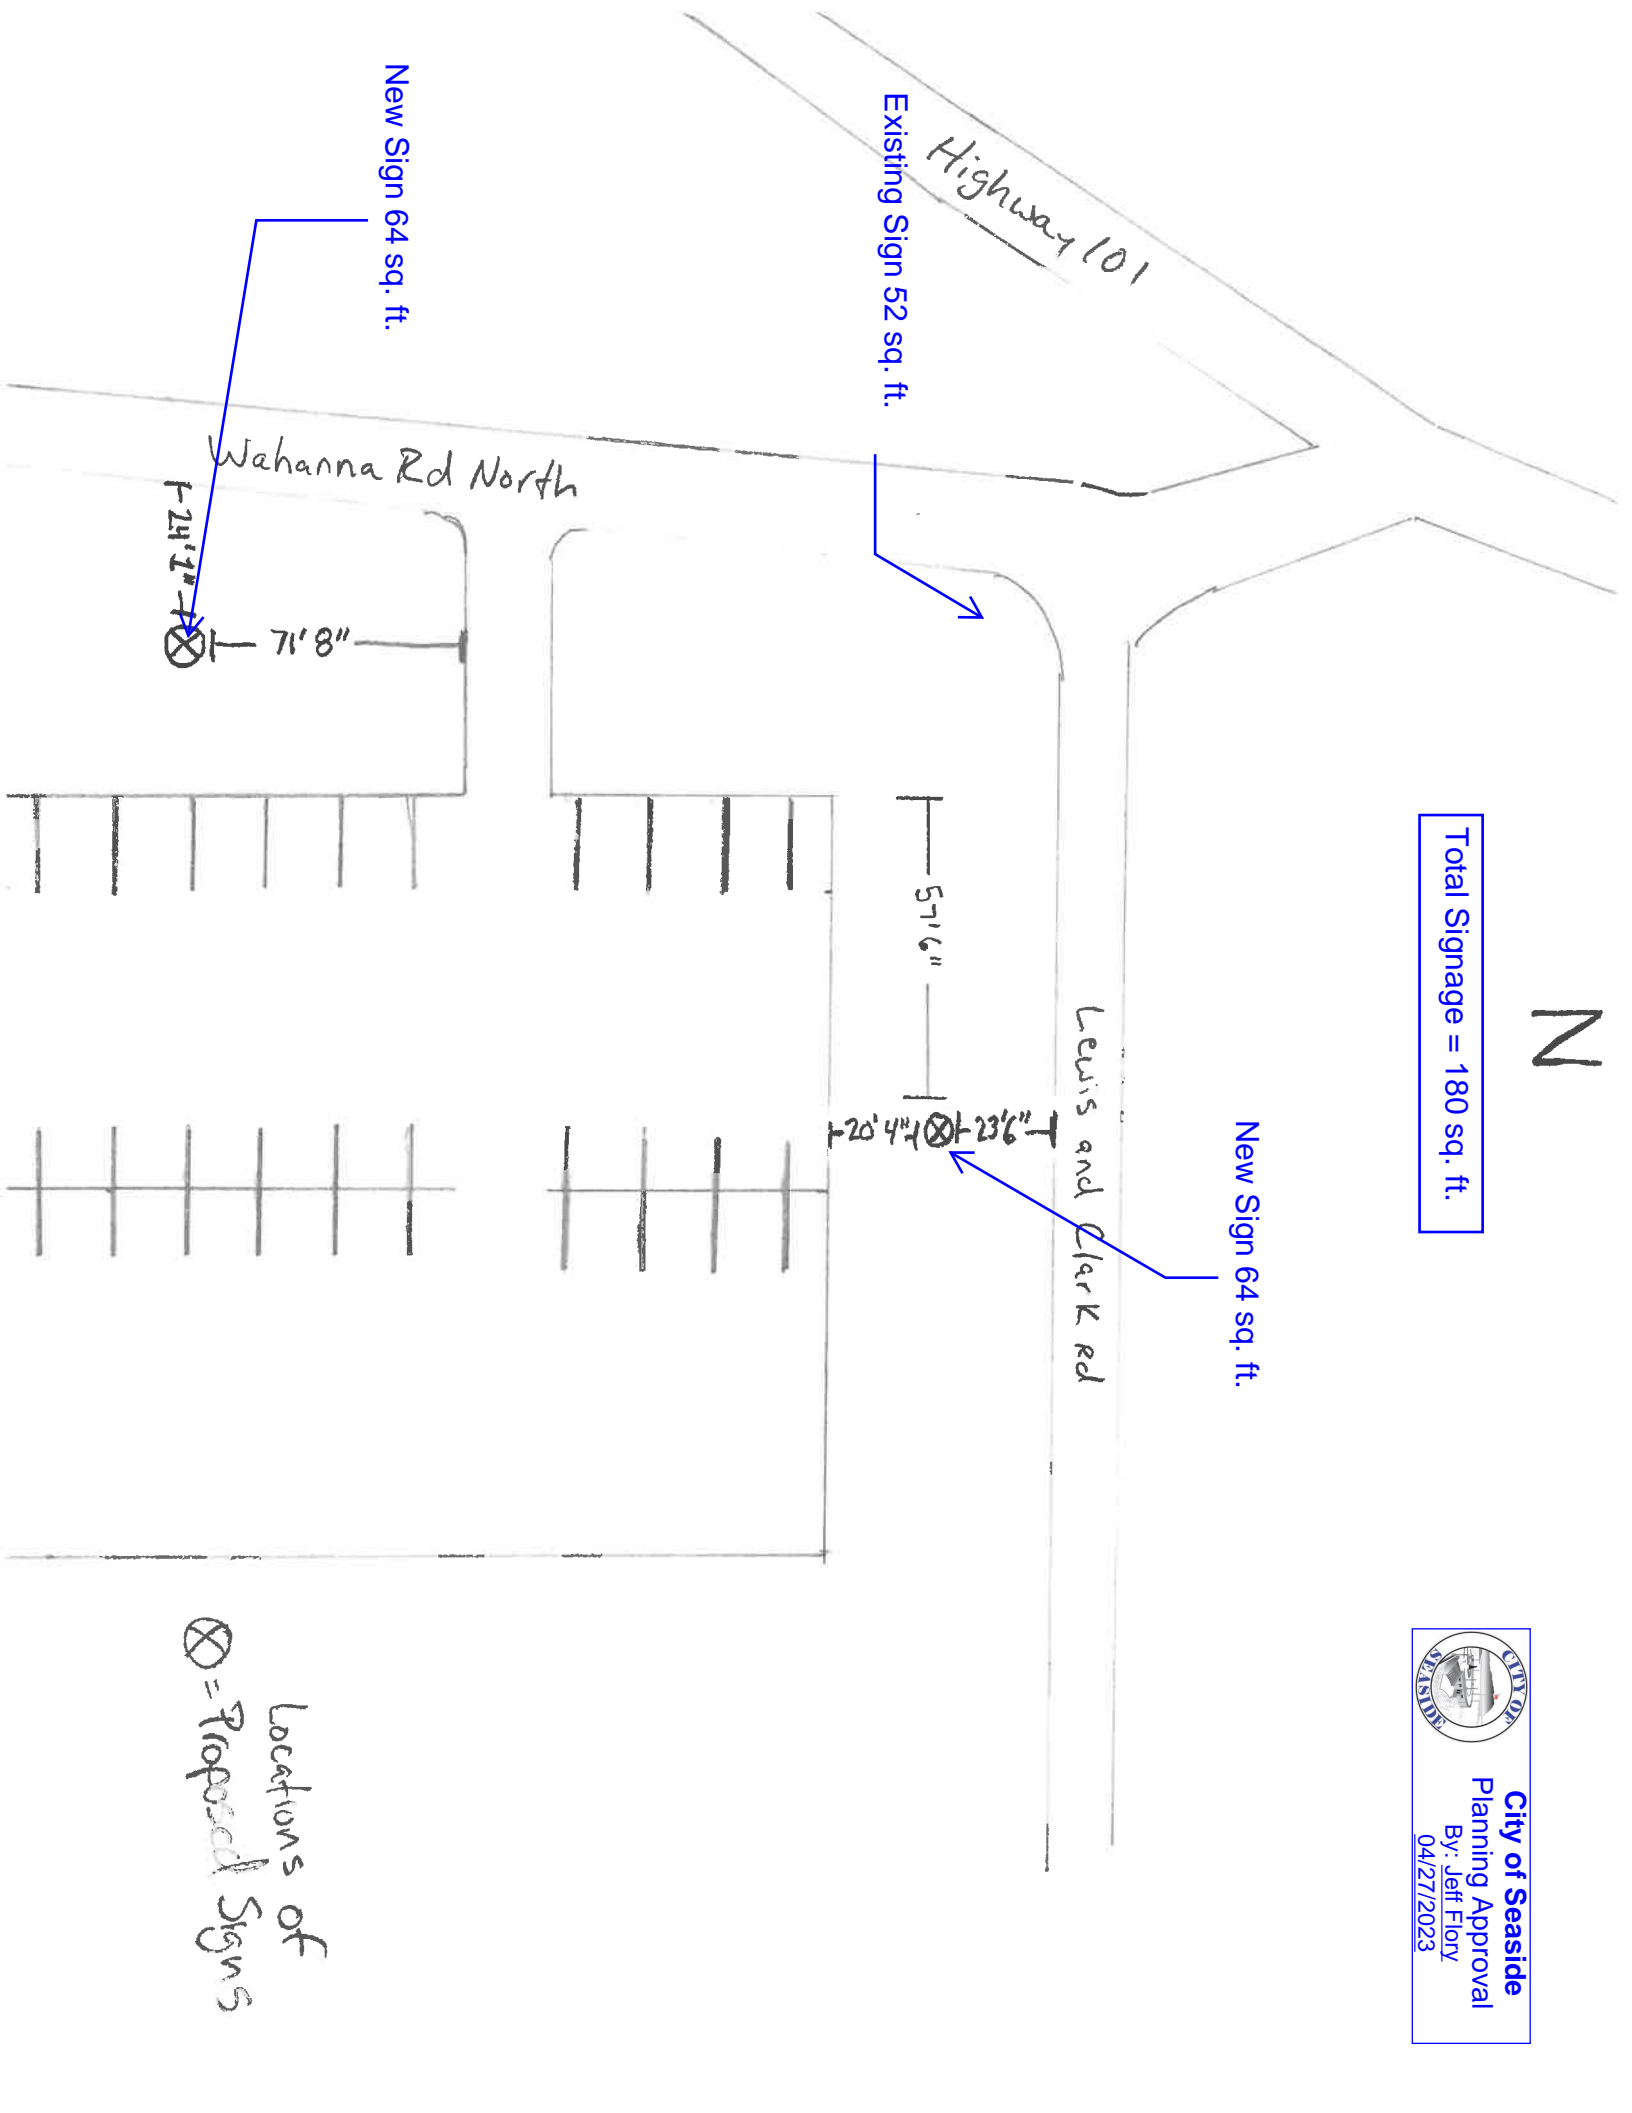 N
Total Signage = 180 sq. ft.
CITY OF
SEASIDE
City of Seaside
Planning Approval
By: Jeff Flory
04/27/2023
Highway 101
Existing Sign 52 sq. ft.
New Sign 64 sq. ft.
Lewis and Clark Rd
New Sign 64 sq. ft.
Wahanna Rd North
24'1"
71'8"
57'6"
20'4"
23'6"
Locations of
= Proposed Signs